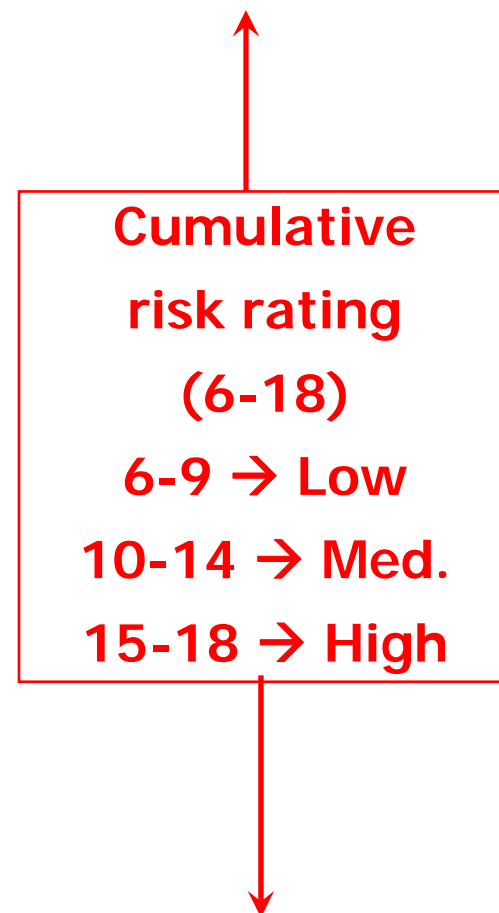 Cumulative
risk rating
(6-18)
6-9 → Low
10-14 → Med.
15-18 → High